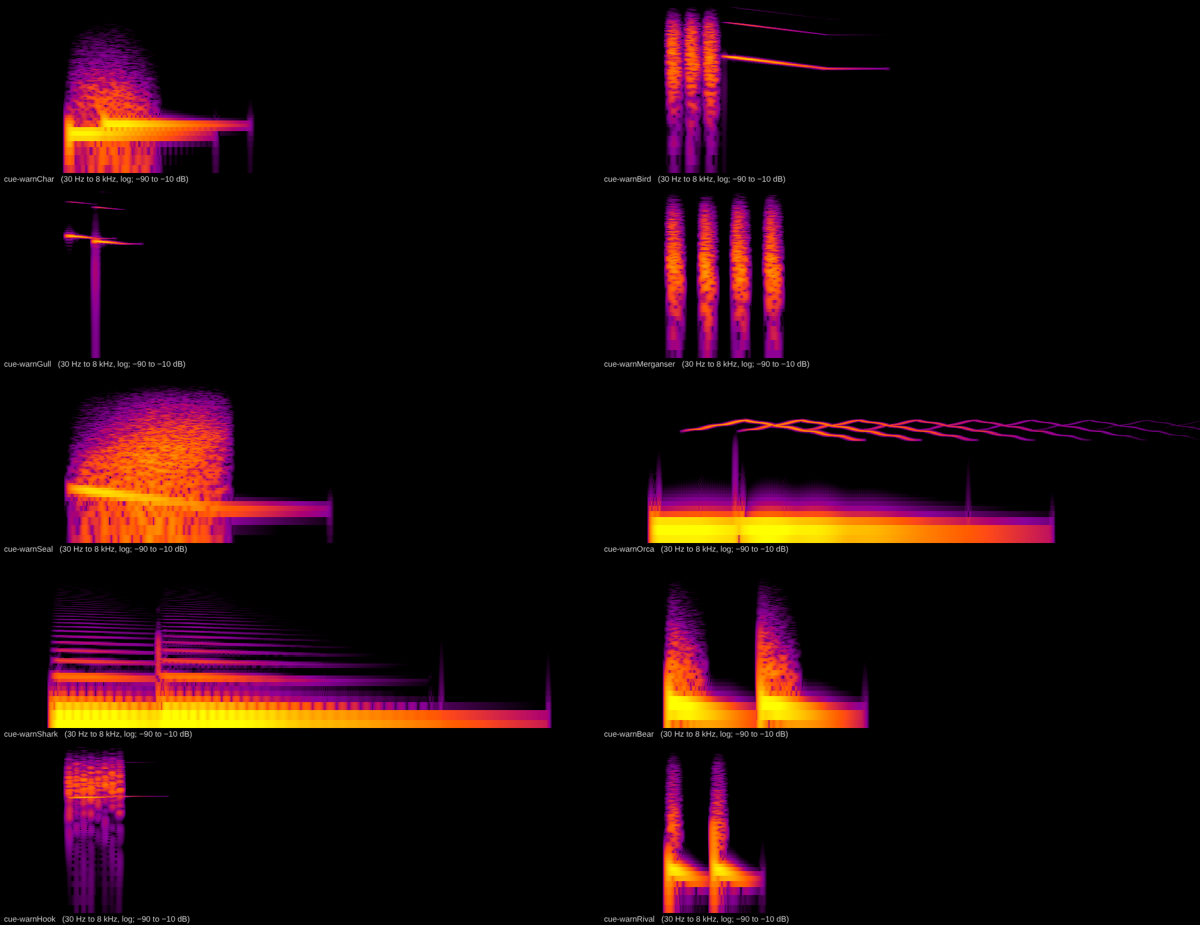 cue-warnChar (30 Hz to 8 kHz, log; −90 to −10 dB)
cue-warnBird (30 Hz to 8 kHz, log; −90 to −10 dB)
cue-warnGull (30 Hz to 8 kHz, log; −90 to −10 dB)
cue-warnMerganser (30 Hz to 8 kHz, log; −90 to −10 dB)
cue-warnSeal (30 Hz to 8 kHz, log; −90 to −10 dB)
cue-warnOrca (30 Hz to 8 kHz, log; −90 to −10 dB)
cue-warnShark (30 Hz to 8 kHz, log; −90 to −10 dB)
cue-warnBear (30 Hz to 8 kHz, log; −90 to −10 dB)
cue-warnHook (30 Hz to 8 kHz, log; −90 to −10 dB)
cue-warnRival (30 Hz to 8 kHz, log; −90 to −10 dB)